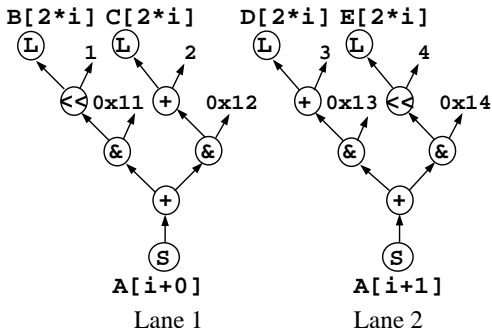 B[2*i] C[2*i] D[2*i] E[2*i]
L 1 L 2 L 3 L 4
<< 0x11 + 0x12 + 0x13 << 0x14
& & & &
+ +
S S
A[i+0] A[i+1]
Lane 1 Lane 2